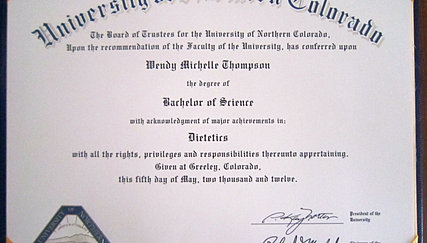 University of Northern Colorado
The Board of Trustees for the University of Northern Colorado,
Upon the recommendation of the Faculty of the University, has conferred upon
Wendy Michelle Thompson
the degree of
Bachelor of Science
with acknowledgment of major achievements in:
Dietetics
with all the rights, privileges and responsibilities thereunto appertaining.
Given at Greeley, Colorado,
this fifth day of May, two thousand and twelve.
President of the
University